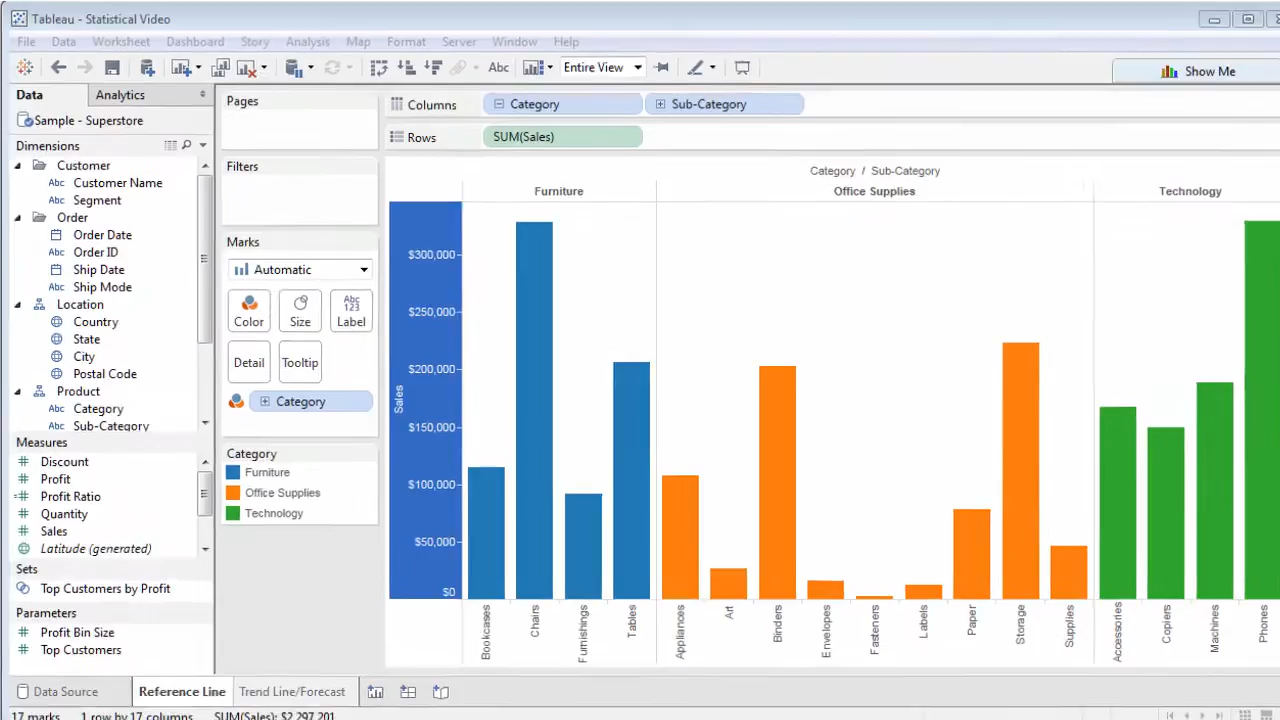 Tableau - Statistical Video
File Data Worksheet Dashboard Story Analysis Map Format Server Window Help
Abc Entire View Show Me
Data Analytics
Sample - Superstore
Dimensions
Customer
Abc Customer Name
Abc Segment
Order
Order Date
Abc Order ID
Ship Date
Abc Ship Mode
Location
Country
State
City
Postal Code
Product
Abc Category
Abc Sub-Category
Measures
# Discount
# Profit
=# Profit Ratio
# Quantity
# Sales
Latitude (generated)
Sets
Top Customers by Profit
Parameters
# Profit Bin Size
# Top Customers
Pages
Filters
Marks
Automatic
Color Size Abc 123 Label
Detail Tooltip
Category
Category
Furniture
Office Supplies
Technology
Columns Category Sub-Category
Rows SUM(Sales)
Category / Sub-Category
Furniture Office Supplies Technology
Sales
$300,000
$250,000
$200,000
$150,000
$100,000
$50,000
$0
Bookcases Chairs Furnishings Tables Appliances Art Binders Envelopes Fasteners Labels Paper Storage Supplies Accessories Copiers Machines Phones
Data Source Reference Line Trend Line/Forecast
17 marks 1 row by 17 columns SUM(Sales): $2,297,201